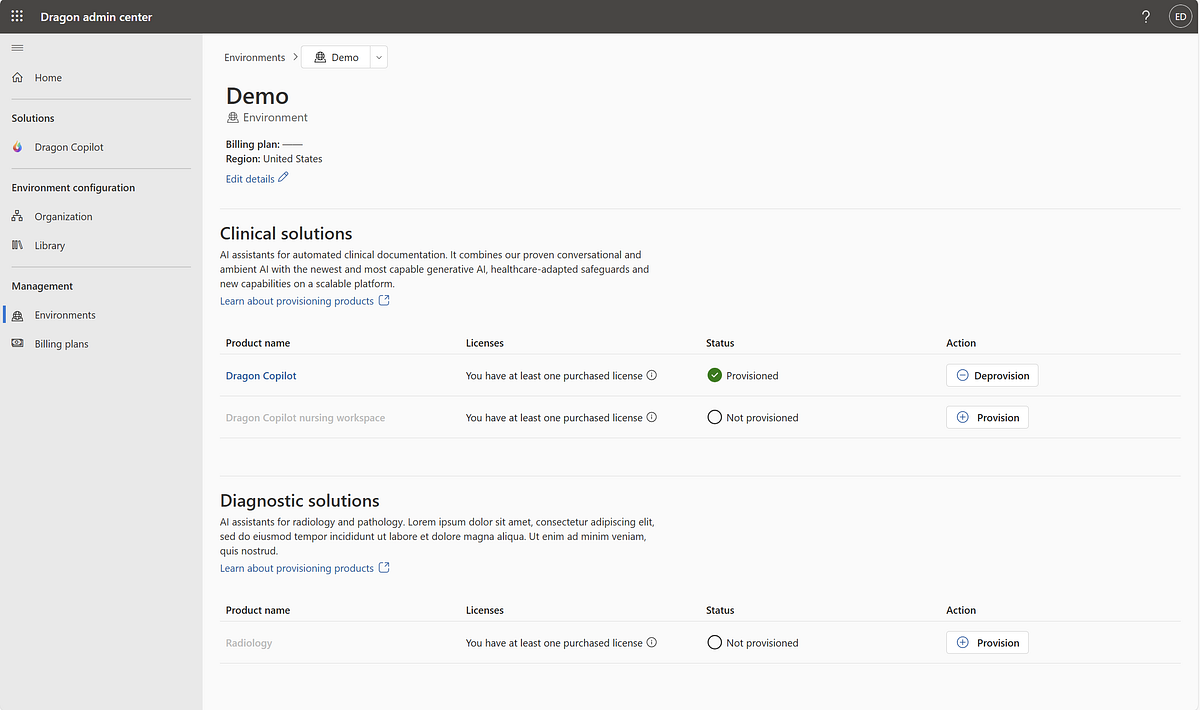 Dragon admin center
?
ED
Home
Solutions
Dragon Copilot
Environment configuration
Organization
Library
Management
Environments
Billing plans
Environments > Demo
Demo
Environment
Billing plan: ——
Region: United States
Edit details
Clinical solutions
AI assistants for automated clinical documentation. It combines our proven conversational and
ambient AI with the newest and most capable generative AI, healthcare-adapted safeguards and
new capabilities on a scalable platform.
Learn about provisioning products
Product name Licenses Status Action
Dragon Copilot You have at least one purchased license Provisioned Deprovision
Dragon Copilot nursing workspace You have at least one purchased license Not provisioned Provision
Diagnostic solutions
AI assistants for radiology and pathology. Lorem ipsum dolor sit amet, consectetur adipiscing elit,
sed do eiusmod tempor incididunt ut labore et dolore magna aliqua. Ut enim ad minim veniam,
quis nostrud.
Learn about provisioning products
Product name Licenses Status Action
Radiology You have at least one purchased license Not provisioned Provision